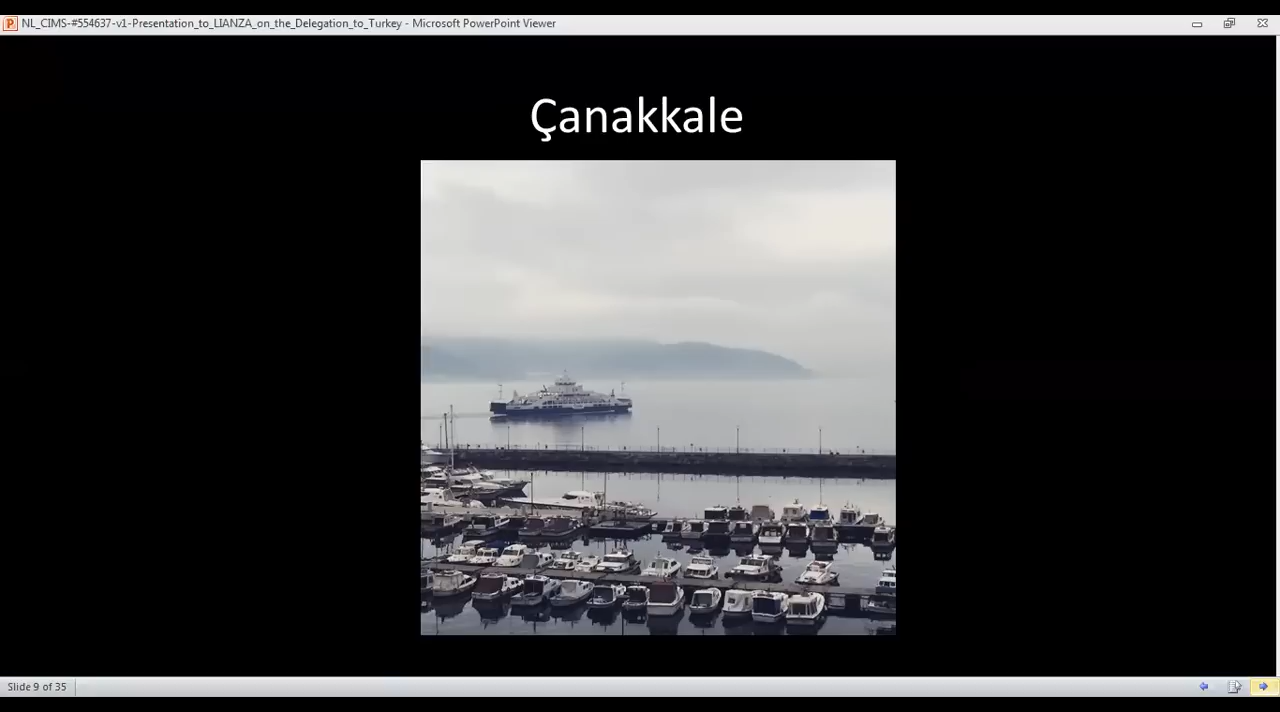 NL_CIMS-#554637-v1-Presentation_to_LIANZA_on_the_Delegation_to_Turkey - Microsoft PowerPoint Viewer
Çanakkale
Slide 9 of 35